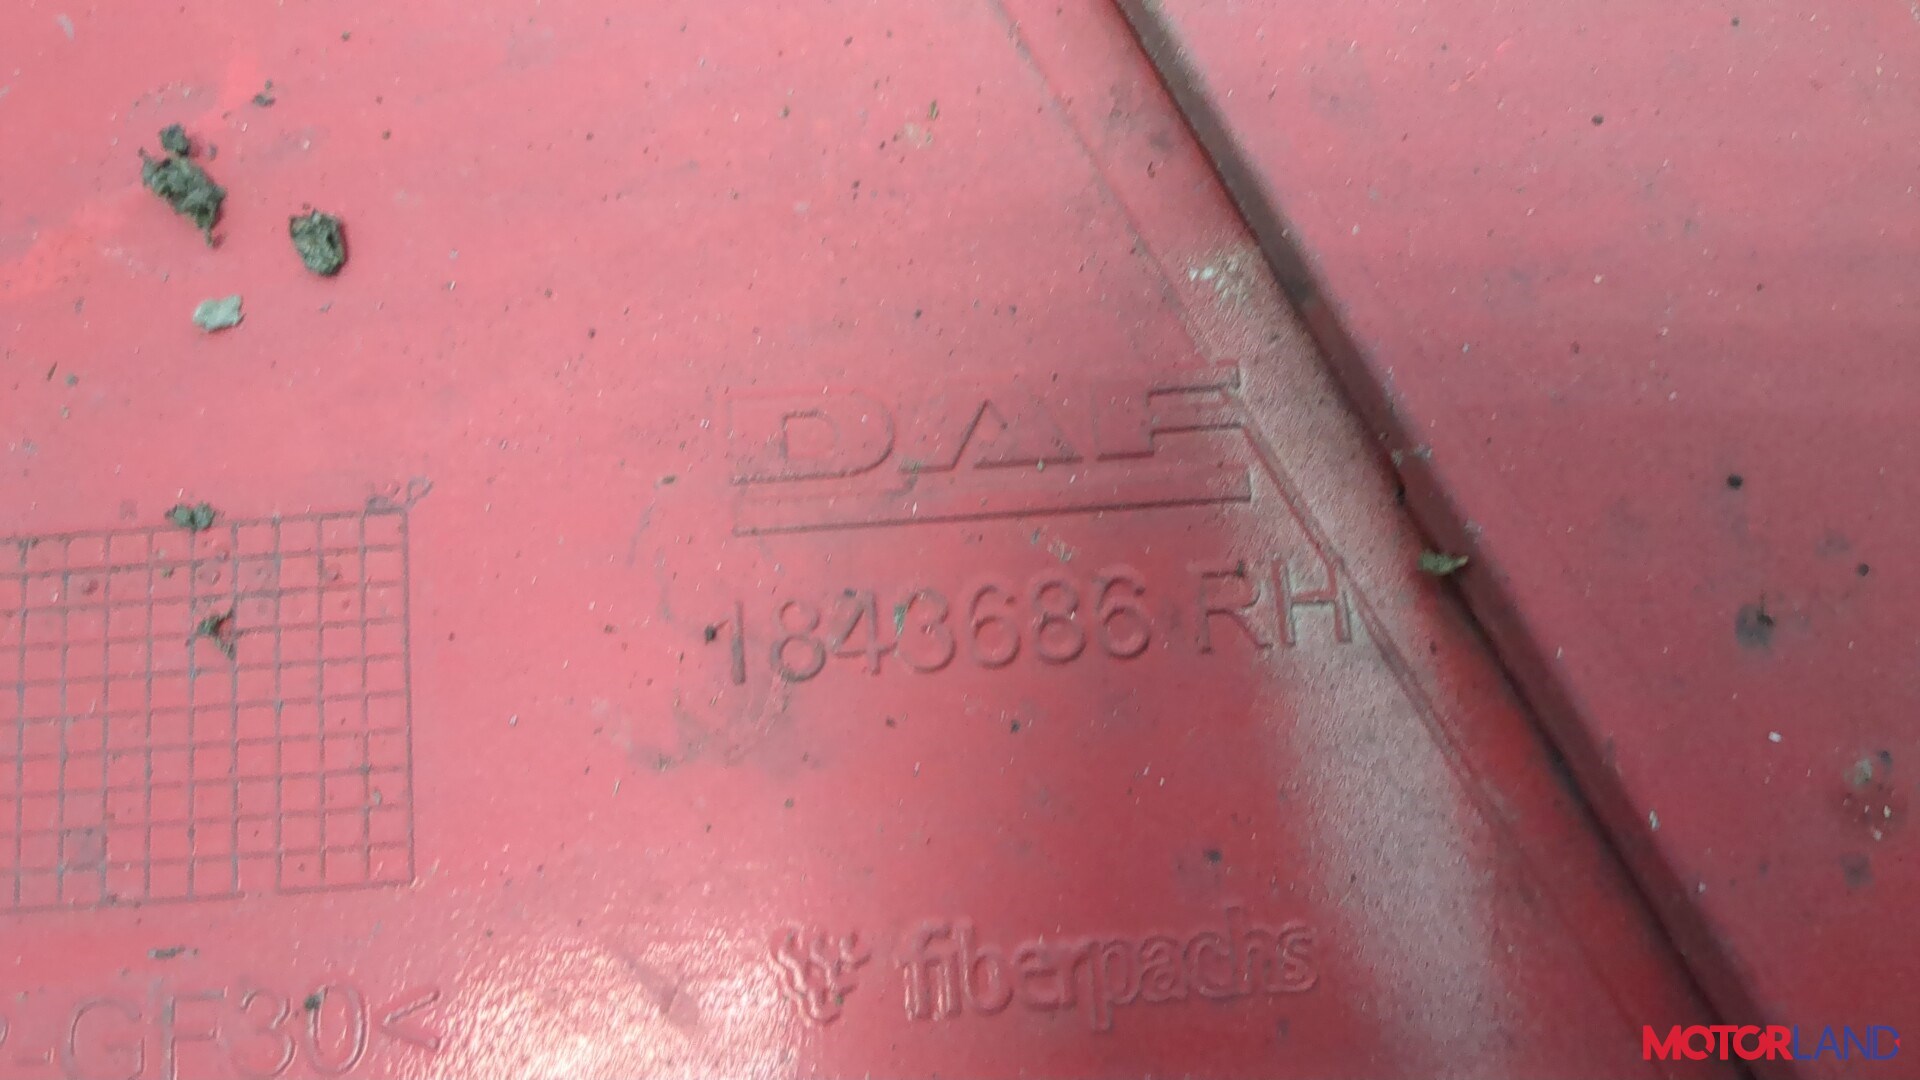 DAF
1843686 RH
fiberpachs
-GF30<
MOTORLAND